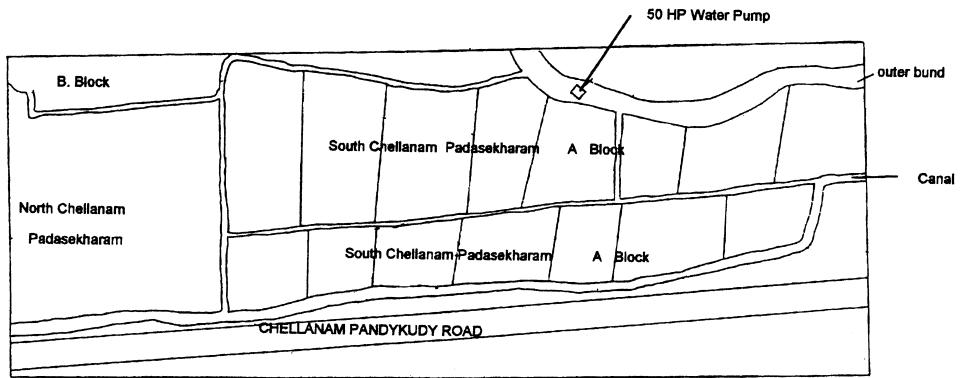 50 HP Water Pump
B. Block
outer bund
South Chellanam Padasekharam A Block
Canal
North Chellanam
Padasekharam
South Chellanam Padasekharam A Block
CHELLANAM PANDYKUDY ROAD